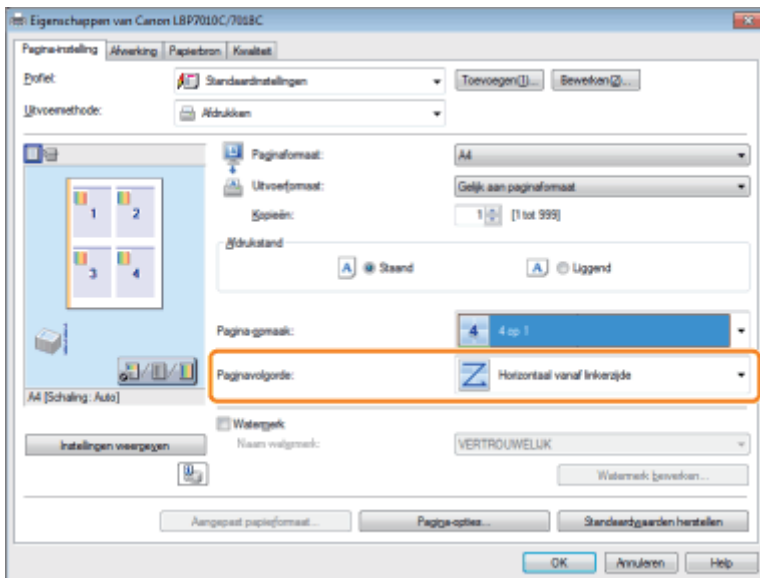 Eigenschappen van Canon LBP7010C/7018C
Pagina-instelling Afwerking Papierbron Kwaliteit
Profiel: Standaardinstellingen Toevoegen(1)... Bewerken(2)...
Uitvoermethode: Afdrukken
Paginaformaat: A4
Uitvoerformaat: Gelijk aan paginaformaat
Kopieën: 1 [1 tot 999]
Afdrukstand
A Staand A Liggend
1 2
3 4
Pagina-opmaak: 4 4 op 1
Paginavolgorde: Horizontaal vanaf linkerzijde
A4 [Schaling: Auto]
Watermerk
Naam watermerk: VERTROUWELIJK
Instellingen weergeven
Watermerk bewerken...
Aangepast papierformaat... Pagina-opties... Standaardwaarden herstellen
OK Annuleren Help